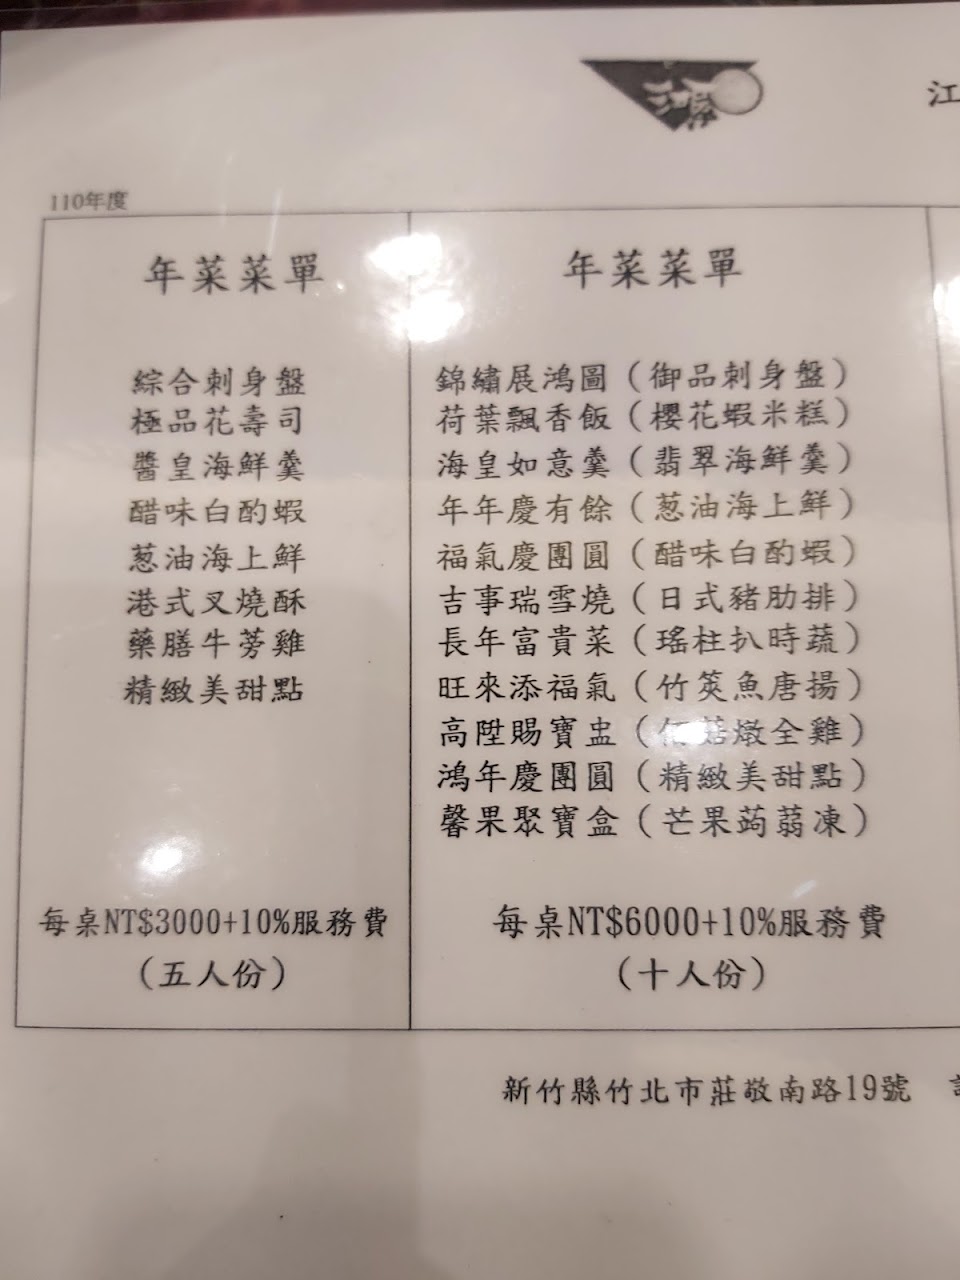 江
110年度
年菜菜單
綜合刺身盤
極品花壽司
醬皇海鮮羹
醋味白酌蝦
葱油海上鮮
港式叉燒酥
藥膳牛蒡雞
精緻美甜點
每桌NT$3000+10%服務費
(五人份)
年菜菜單
錦繡展鴻圖(御品刺身盤)
荷葉飄香飯(櫻花蝦米糕)
海皇如意羹(翡翠海鮮羹)
年年慶有餘(葱油海上鮮)
福氣慶團圓(醋味白酌蝦)
吉事瑞雪燒(日式豬肋排)
長年富貴菜(瑤柱扒時蔬)
旺來添福氣(竹筴魚唐揚)
高陞賜寶盅(菇燉全雞)
鴻年慶團圓(精緻美甜點)
馨果聚寶盒(芒果蒟蒻凍)
每桌NT$6000+10%服務費
(十人份)
新竹縣竹北市莊敬南路19號